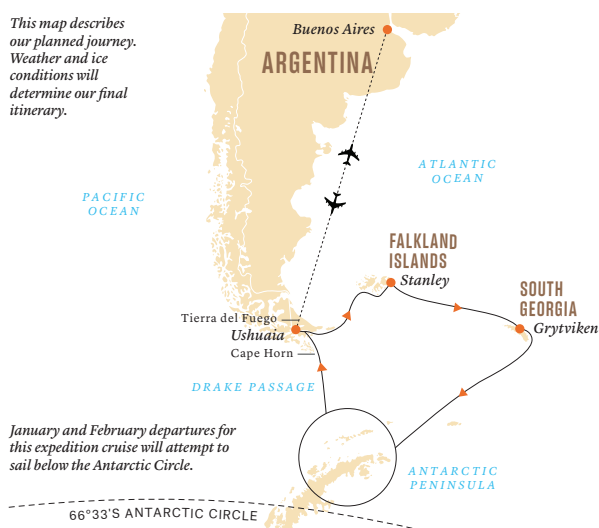 This map describes
our planned journey.
Weather and ice
conditions will
determine our final
itinerary.
Buenos Aires
ARGENTINA
ATLANTIC
OCEAN
PACIFIC
OCEAN
FALKLAND
ISLANDS
Stanley
SOUTH
GEORGIA
Grytviken
Tierra del Fuego
Ushuaia
Cape Horn
DRAKE PASSAGE
January and February departures for
this expedition cruise will attempt to
sail below the Antarctic Circle.
ANTARCTIC
PENINSULA
66°33'S ANTARCTIC CIRCLE